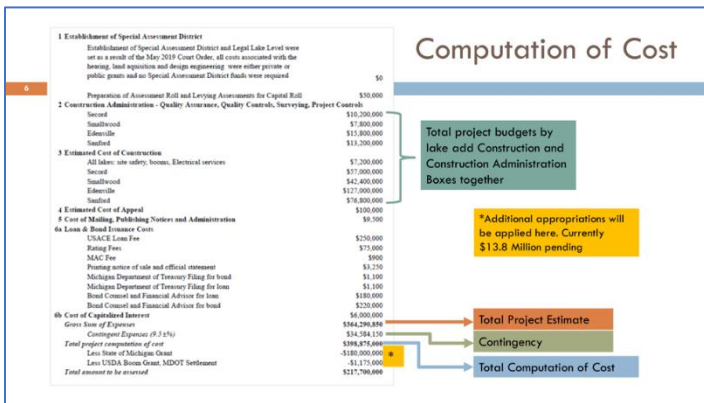 Computation of Cost
6
1 Establishment of Special Assessment District
Establishment of Special Assessment District and Legal Lake Level were
set as a result of the May 2019 Court Order, all costs associated with the
hearing, land aquisition and design engineering were either private or
public grants and no Special Assessment District funds were required
$0
Preparation of Assessment Roll and Levying Assessments for Capital Roll $50,000
2 Construction Administration - Quality Assurance, Quality Controls, Surveying, Project Controls
Secord $10,200,000
Smallwood $7,800,000
Edenville $15,800,000
Sanford $13,200,000
3 Estimated Cost of Construction
All lakes: site safety, booms, Electrical services $7,200,000
Secord $57,000,000
Smallwood $42,400,000
Edenville $127,000,000
Sanford $76,800,000
4 Estimated Cost of Appeal $100,000
5 Cost of Mailing, Publishing Notices and Administration $9,500
6a Loan & Bond Issuance Costs
USACE Loan Fee $250,000
Rating Fees $75,000
MAC Fee $900
Printing notice of sale and official statement $3,250
Michigan Department of Treasury Filing for bond $1,100
Michigan Department of Treasury Filing for loan $1,100
Bond Counsel and Financial Advisor for loan $180,000
Bond Counsel and Financial Advisor for bond $220,000
6b Cost of Capitalized Interest $6,000,000
Gross Sum of Expenses $364,290,850
Contingent Expenses (9.5±%) $34,584,150
Total project computation of cost $398,875,000
Less State of Michigan Grant -$180,000,000 *
Less USDA Boom Grant, MDOT Settlement -$1,175,000
Total amount to be assessed $217,700,000
Total project budgets by
lake add Construction and
Construction Administration
Boxes together
*Additional appropriations will
be applied here. Currently
$13.8 Million pending
Total Project Estimate
Contingency
Total Computation of Cost